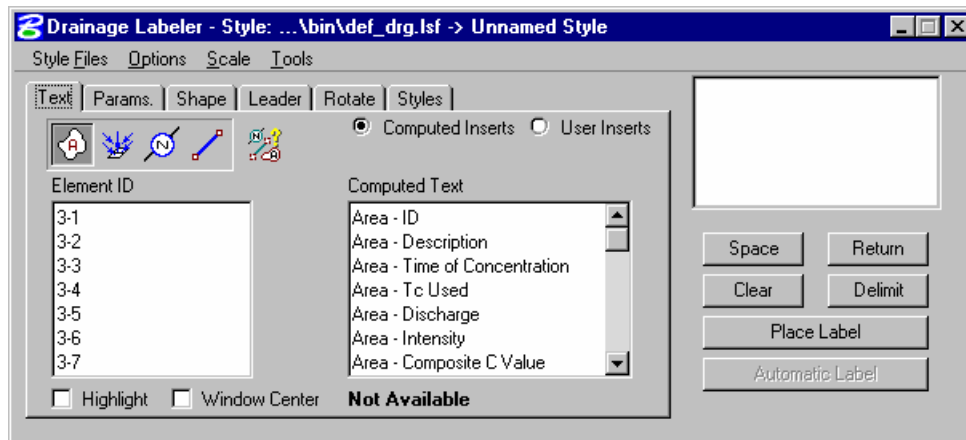 Drainage Labeler - Style: ...\bin\def_drg.lsf -> Unnamed Style
Style Files Options Scale Tools
Text Params. Shape Leader Rotate Styles
Computed Inserts User Inserts
Element ID
Computed Text
3-1
3-2
3-3
3-4
3-5
3-6
3-7
Area - ID
Area - Description
Area - Time of Concentration
Area - Tc Used
Area - Discharge
Area - Intensity
Area - Composite C Value
Highlight Window Center Not Available
Space Return
Clear Delimit
Place Label
Automatic Label